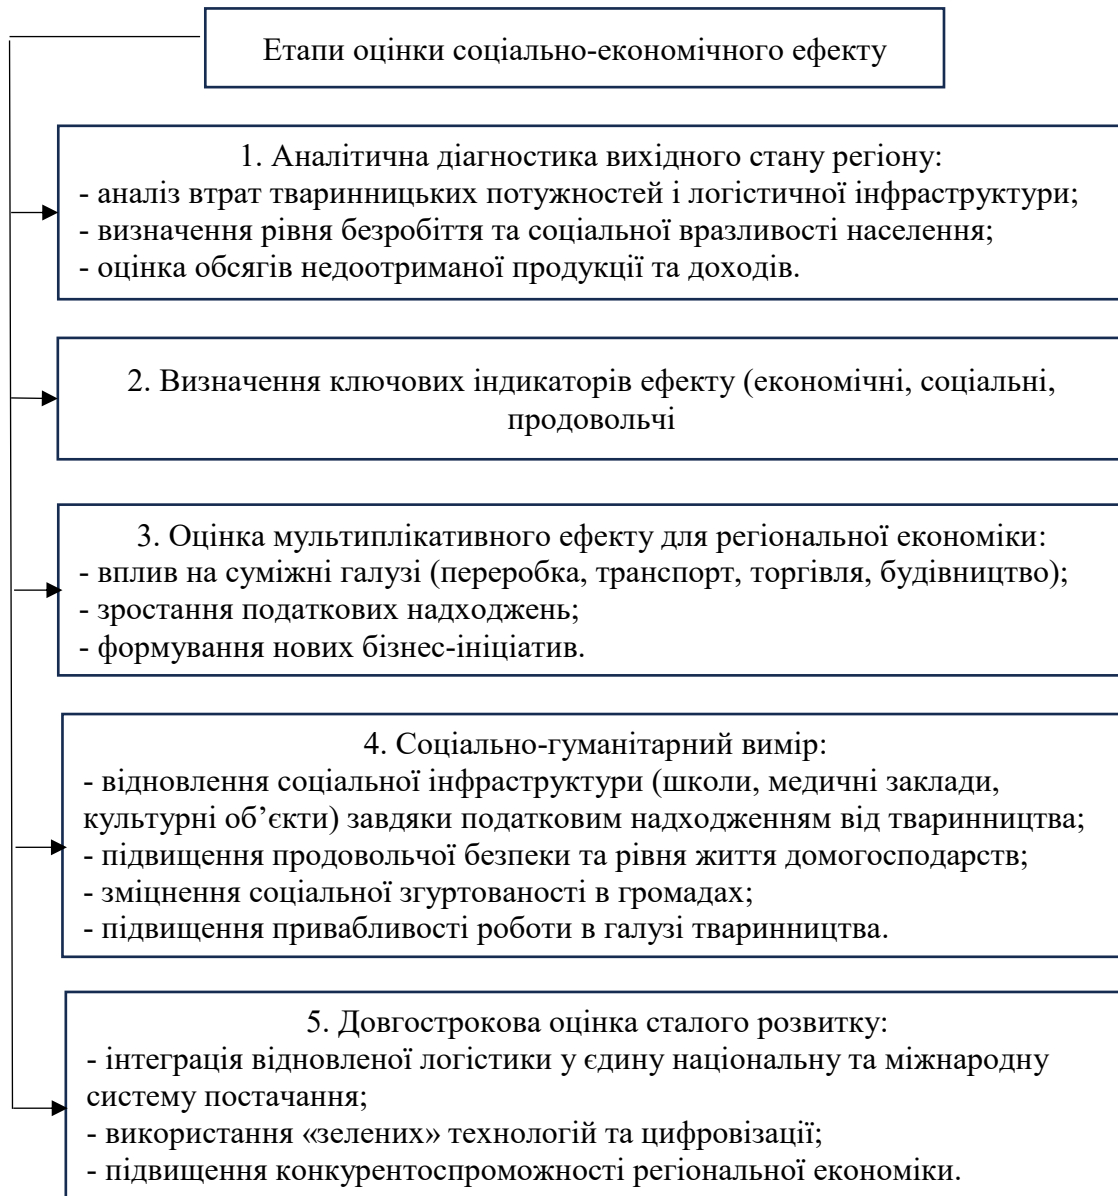 Етапи оцінки соціально-економічного ефекту
1. Аналітична діагностика вихідного стану регіону:
- аналіз втрат тваринницьких потужностей і логістичної інфраструктури;
- визначення рівня безробіття та соціальної вразливості населення;
- оцінка обсягів недоотриманої продукції та доходів.
2. Визначення ключових індикаторів ефекту (економічні, соціальні,
продовольчі
3. Оцінка мультиплікативного ефекту для регіональної економіки:
- вплив на суміжні галузі (переробка, транспорт, торгівля, будівництво);
- зростання податкових надходжень;
- формування нових бізнес-ініціатив.
4. Соціально-гуманітарний вимір:
- відновлення соціальної інфраструктури (школи, медичні заклади,
культурні об’єкти) завдяки податковим надходженням від тваринництва;
- підвищення продовольчої безпеки та рівня життя домогосподарств;
- зміцнення соціальної згуртованості в громадах;
- підвищення привабливості роботи в галузі тваринництва.
5. Довгострокова оцінка сталого розвитку:
- інтеграція відновленої логістики у єдину національну та міжнародну
систему постачання;
- використання «зелених» технологій та цифровізації;
- підвищення конкурентоспроможності регіональної економіки.